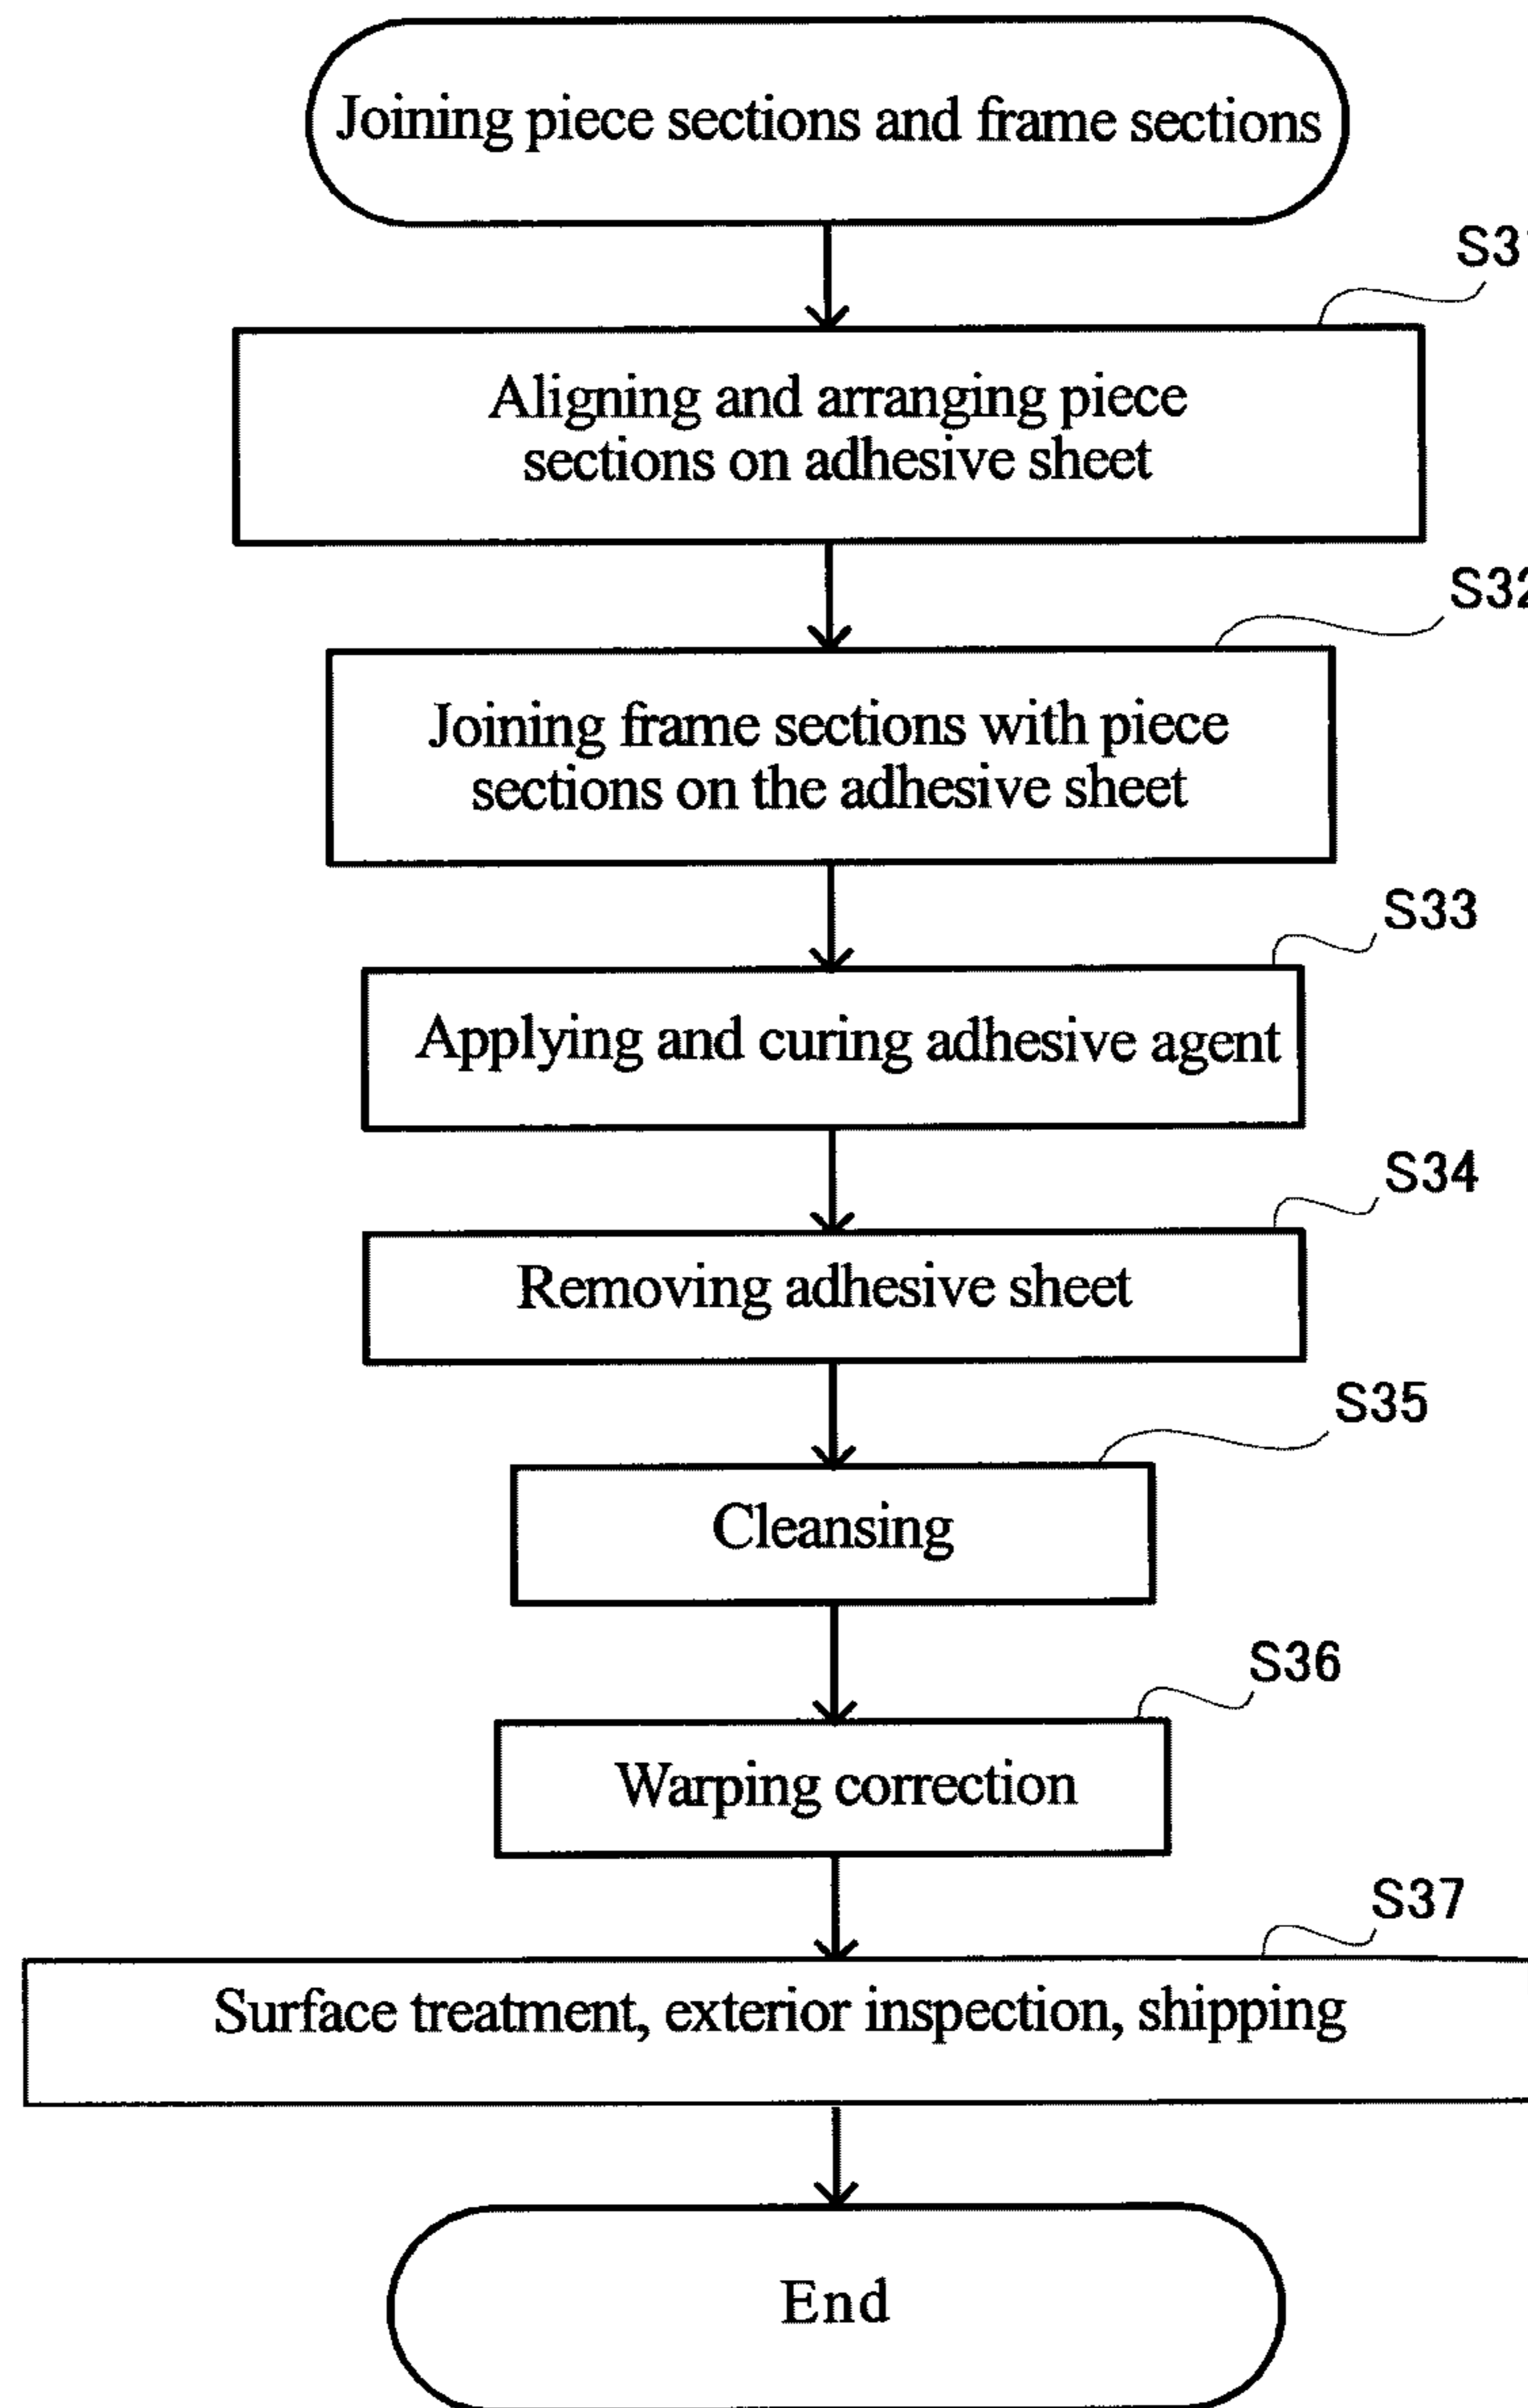 Joining piece sections and frame sections
S31
Aligning and arranging piece
sections on adhesive sheet
S32
Joining frame sections with piece
sections on the adhesive sheet
S33
Applying and curing adhesive agent
S34
Removing adhesive sheet
S35
Cleansing
S36
Warping correction
S37
Surface treatment, exterior inspection, shipping
End